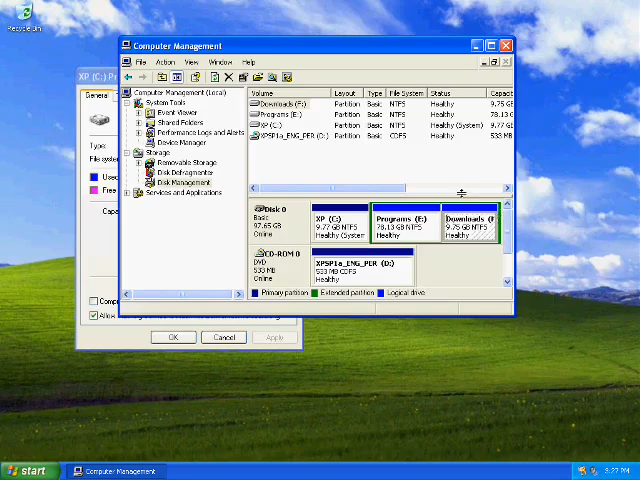 Recycle Bin
XP (C:) P
General
Type:
File system
Used
Free
Capa
Compr
Allow
OK
Cancel
Apply
Computer Management
File Action View Window Help
Computer Management (Local)
System Tools
Event Viewer
Shared Folders
Performance Logs and Alerts
Device Manager
Storage
Removable Storage
Disk Defragmenter
Disk Management
Services and Applications
Volume Layout Type File System Status Capacit
Downloads (F:) Partition Basic NTFS Healthy 9.75 GB
Programs (E:) Partition Basic NTFS Healthy 78.13 G
XP (C:) Partition Basic NTFS Healthy (System) 9.77 GB
XPSP1a_ENG_PER (D:) Partition Basic CDFS Healthy 533 MB
Disk 0
Basic
97.65 GB
Online
XP (C:)
9.77 GB NTFS
Healthy (System
Programs (E:)
78.13 GB NTFS
Healthy
Downloads (F
9.75 GB NTFS
Healthy
CD-ROM 0
DVD
533 MB
Online
XPSP1a_ENG_PER (D:)
533 MB CDFS
Healthy
Primary partition Extended partition Logical drive
start
Computer Management
3:27 PM